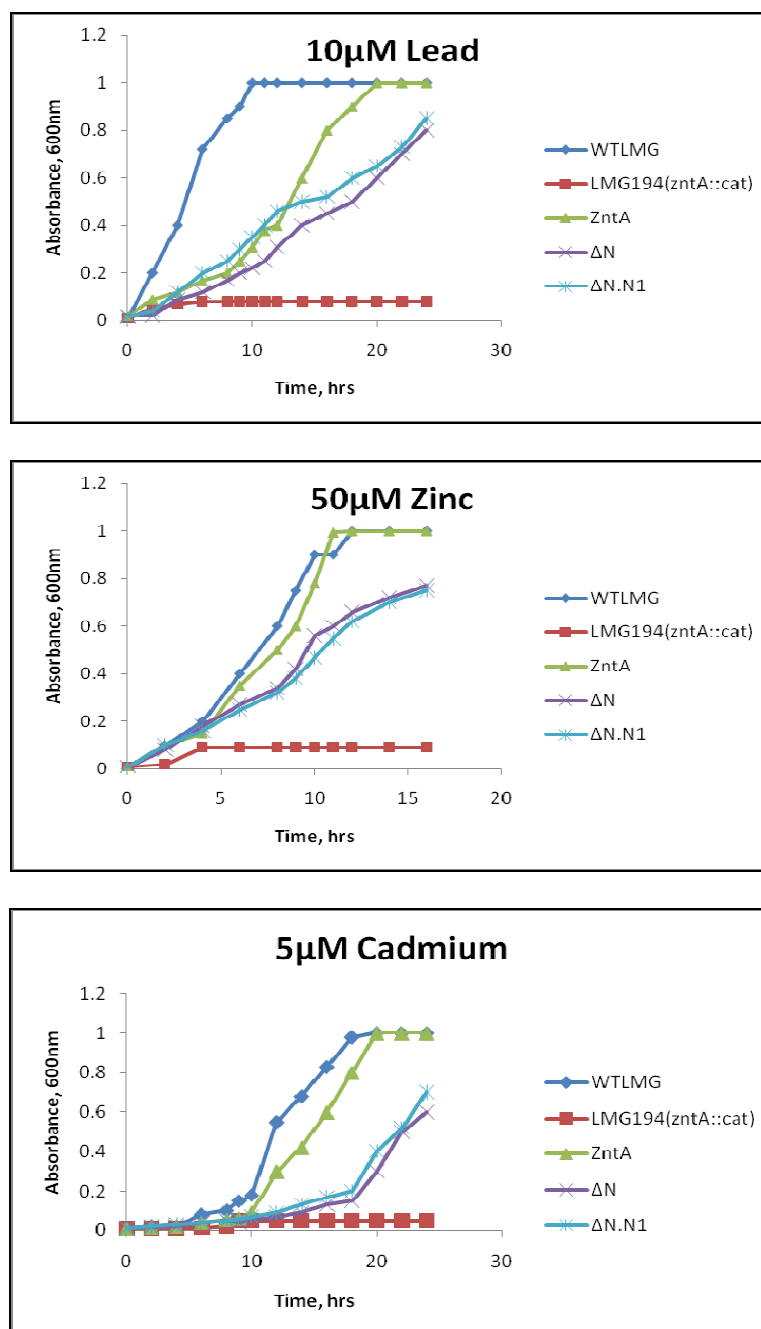 10µM Lead
1.2
1
0.8
0.6
0.4
0.2
0
Absorbance, 600nm
0 10 20 30
Time, hrs
WTLMG
LMG194(zntA::cat)
ZntA
ΔN
ΔN.N1
50µM Zinc
1.2
1
0.8
0.6
0.4
0.2
0
Absorbance, 600nm
0 5 10 15 20
Time, hrs
WTLMG
LMG194(zntA::cat)
ZntA
ΔN
ΔN.N1
5µM Cadmium
1.2
1
0.8
0.6
0.4
0.2
0
Absorbance, 600nm
0 10 20 30
Time, hrs
WTLMG
LMG194(zntA::cat)
ZntA
ΔN
ΔN.N1